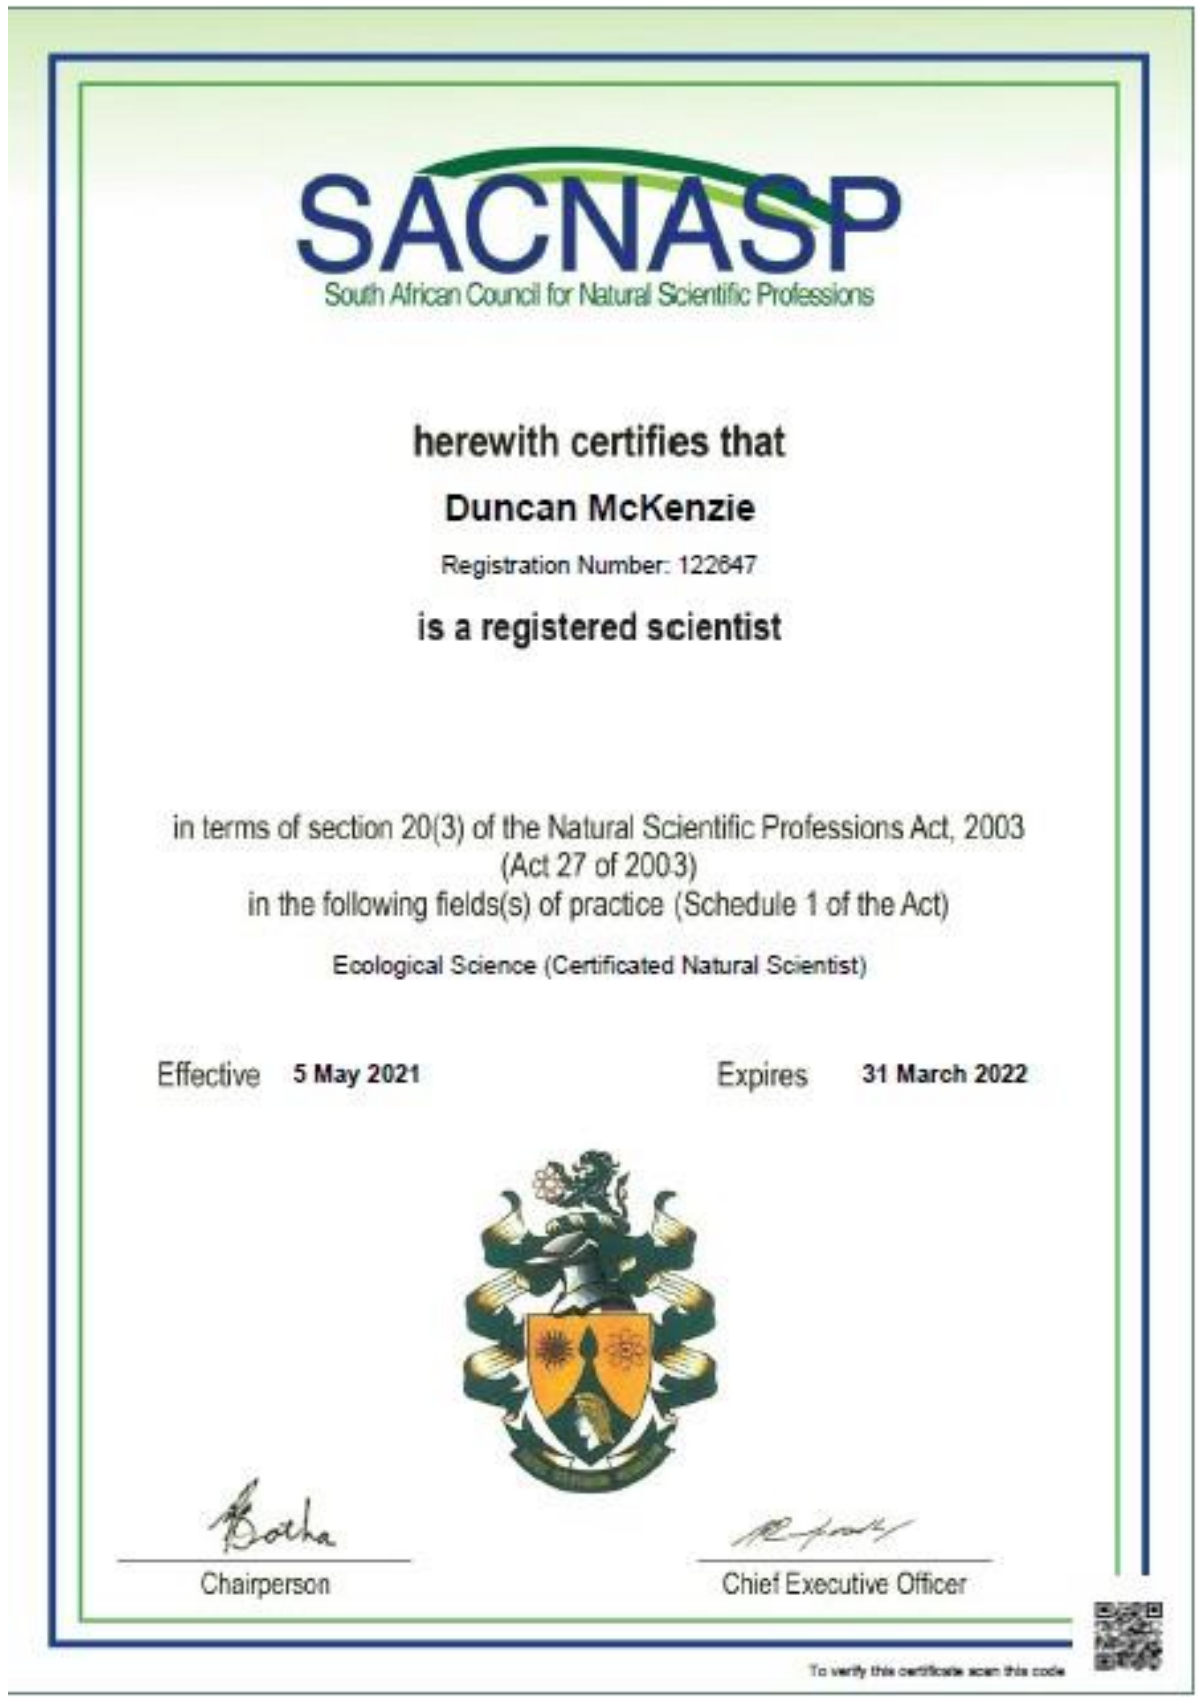 SACNASP
South African Council for Natural Scientific Professions
herewith certifies that
Duncan McKenzie
Registration Number: 122647
is a registered scientist
in terms of section 20(3) of the Natural Scientific Professions Act, 2003
(Act 27 of 2003)
in the following fields(s) of practice (Schedule 1 of the Act)
Ecological Science (Certificated Natural Scientist)
Effective 5 May 2021 Expires 31 March 2022
Botha
Chairperson Chief Executive Officer
To verify this certificate scan this code